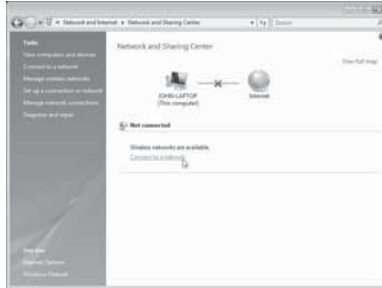 Network and Internet ▸ Network and Sharing Center
Search
Tasks
View computers and devices
Connect to a network
Manage wireless networks
Set up a connection or network
Manage network connections
Diagnose and repair
Network and Sharing Center
View full map
JOHN-LAPTOP
(This computer)
Internet
Not connected
Wireless networks are available.
Connect to a network
See also
Internet Options
Windows Firewall